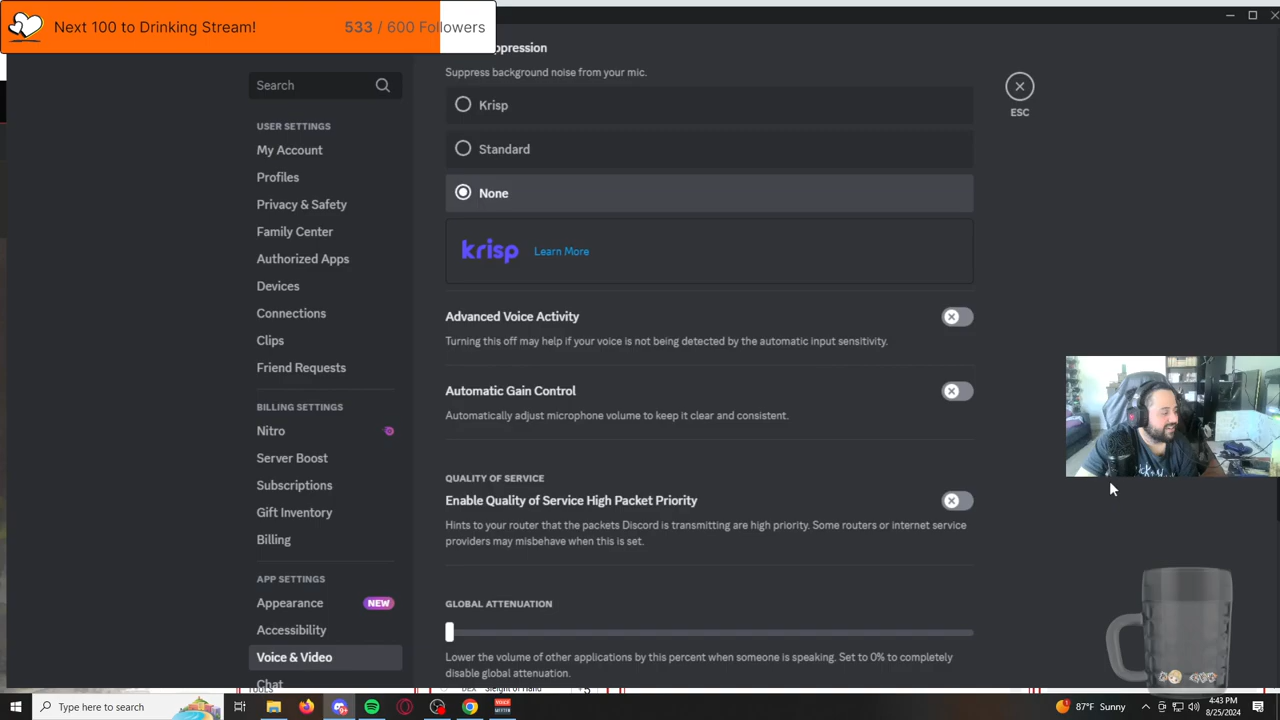 Next 100 to Drinking Stream! 533 / 600 Followers
ppression
Suppress background noise from your mic.
Search
Krisp
ESC
USER SETTINGS
My Account
Standard
Profiles
None
Privacy & Safety
Family Center
krisp Learn More
Authorized Apps
Devices
Connections
Advanced Voice Activity
Turning this off may help if your voice is not being detected by the automatic input sensitivity.
Clips
Friend Requests
Automatic Gain Control
Automatically adjust microphone volume to keep it clear and consistent.
BILLING SETTINGS
Nitro
Server Boost
QUALITY OF SERVICE
Subscriptions
Enable Quality of Service High Packet Priority
Gift Inventory
Hints to your router that the packets Discord is transmitting are high priority. Some routers or internet service
providers may misbehave when this is set.
Billing
APP SETTINGS
Appearance NEW
GLOBAL ATTENUATION
Accessibility
Voice & Video
Lower the volume of other applications by this percent when someone is speaking. Set to 0% to completely
disable global attenuation.
Chat
Tools
DEX Sleight of Hand +5
Type here to search
87°F Sunny
4:43 PM
8/25/2024